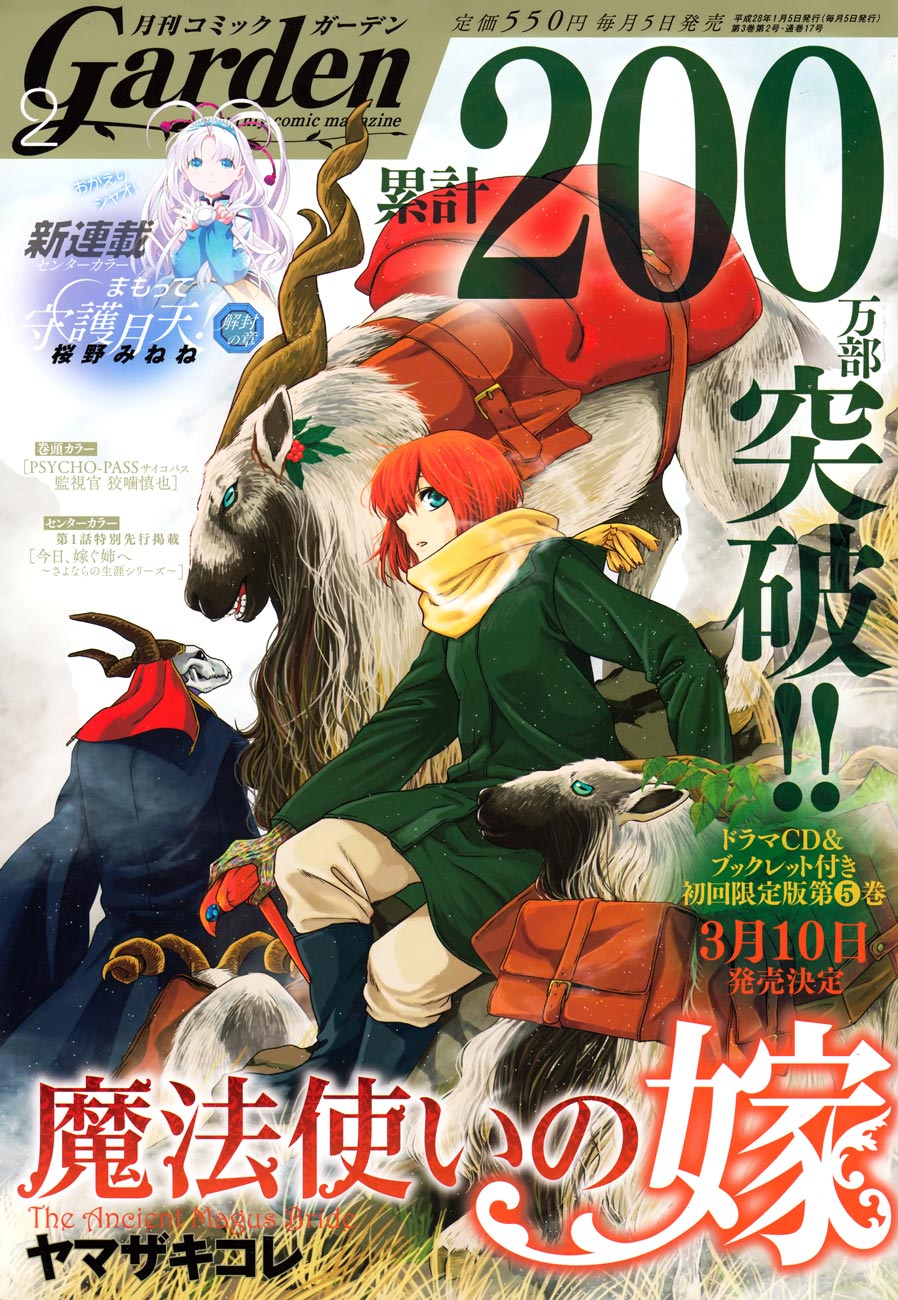 月刊コミック ガーデン
Garden
monthly comic magazine
2
定価550円 毎月5日発売
平成28年1月5日発行(毎月5日発行)
第3巻第2号・通巻17号
累計
200
万部
突破!!
おかえり
シャオ!
新連載
センターカラー
まもって
守護月天!
解封
の章
桜野みねね
巻頭カラー
[PSYCHO-PASS サイコパス
監視官 狡噛慎也]
センターカラー
第1話特別先行掲載
[今日、嫁ぐ姉へ
〜さよならの生涯シリーズ〜]
ドラマCD&
ブックレット付き
初回限定版第5巻
3月10日
発売決定
魔法使いの嫁
The Ancient Magus Bride
ヤマザキコレ